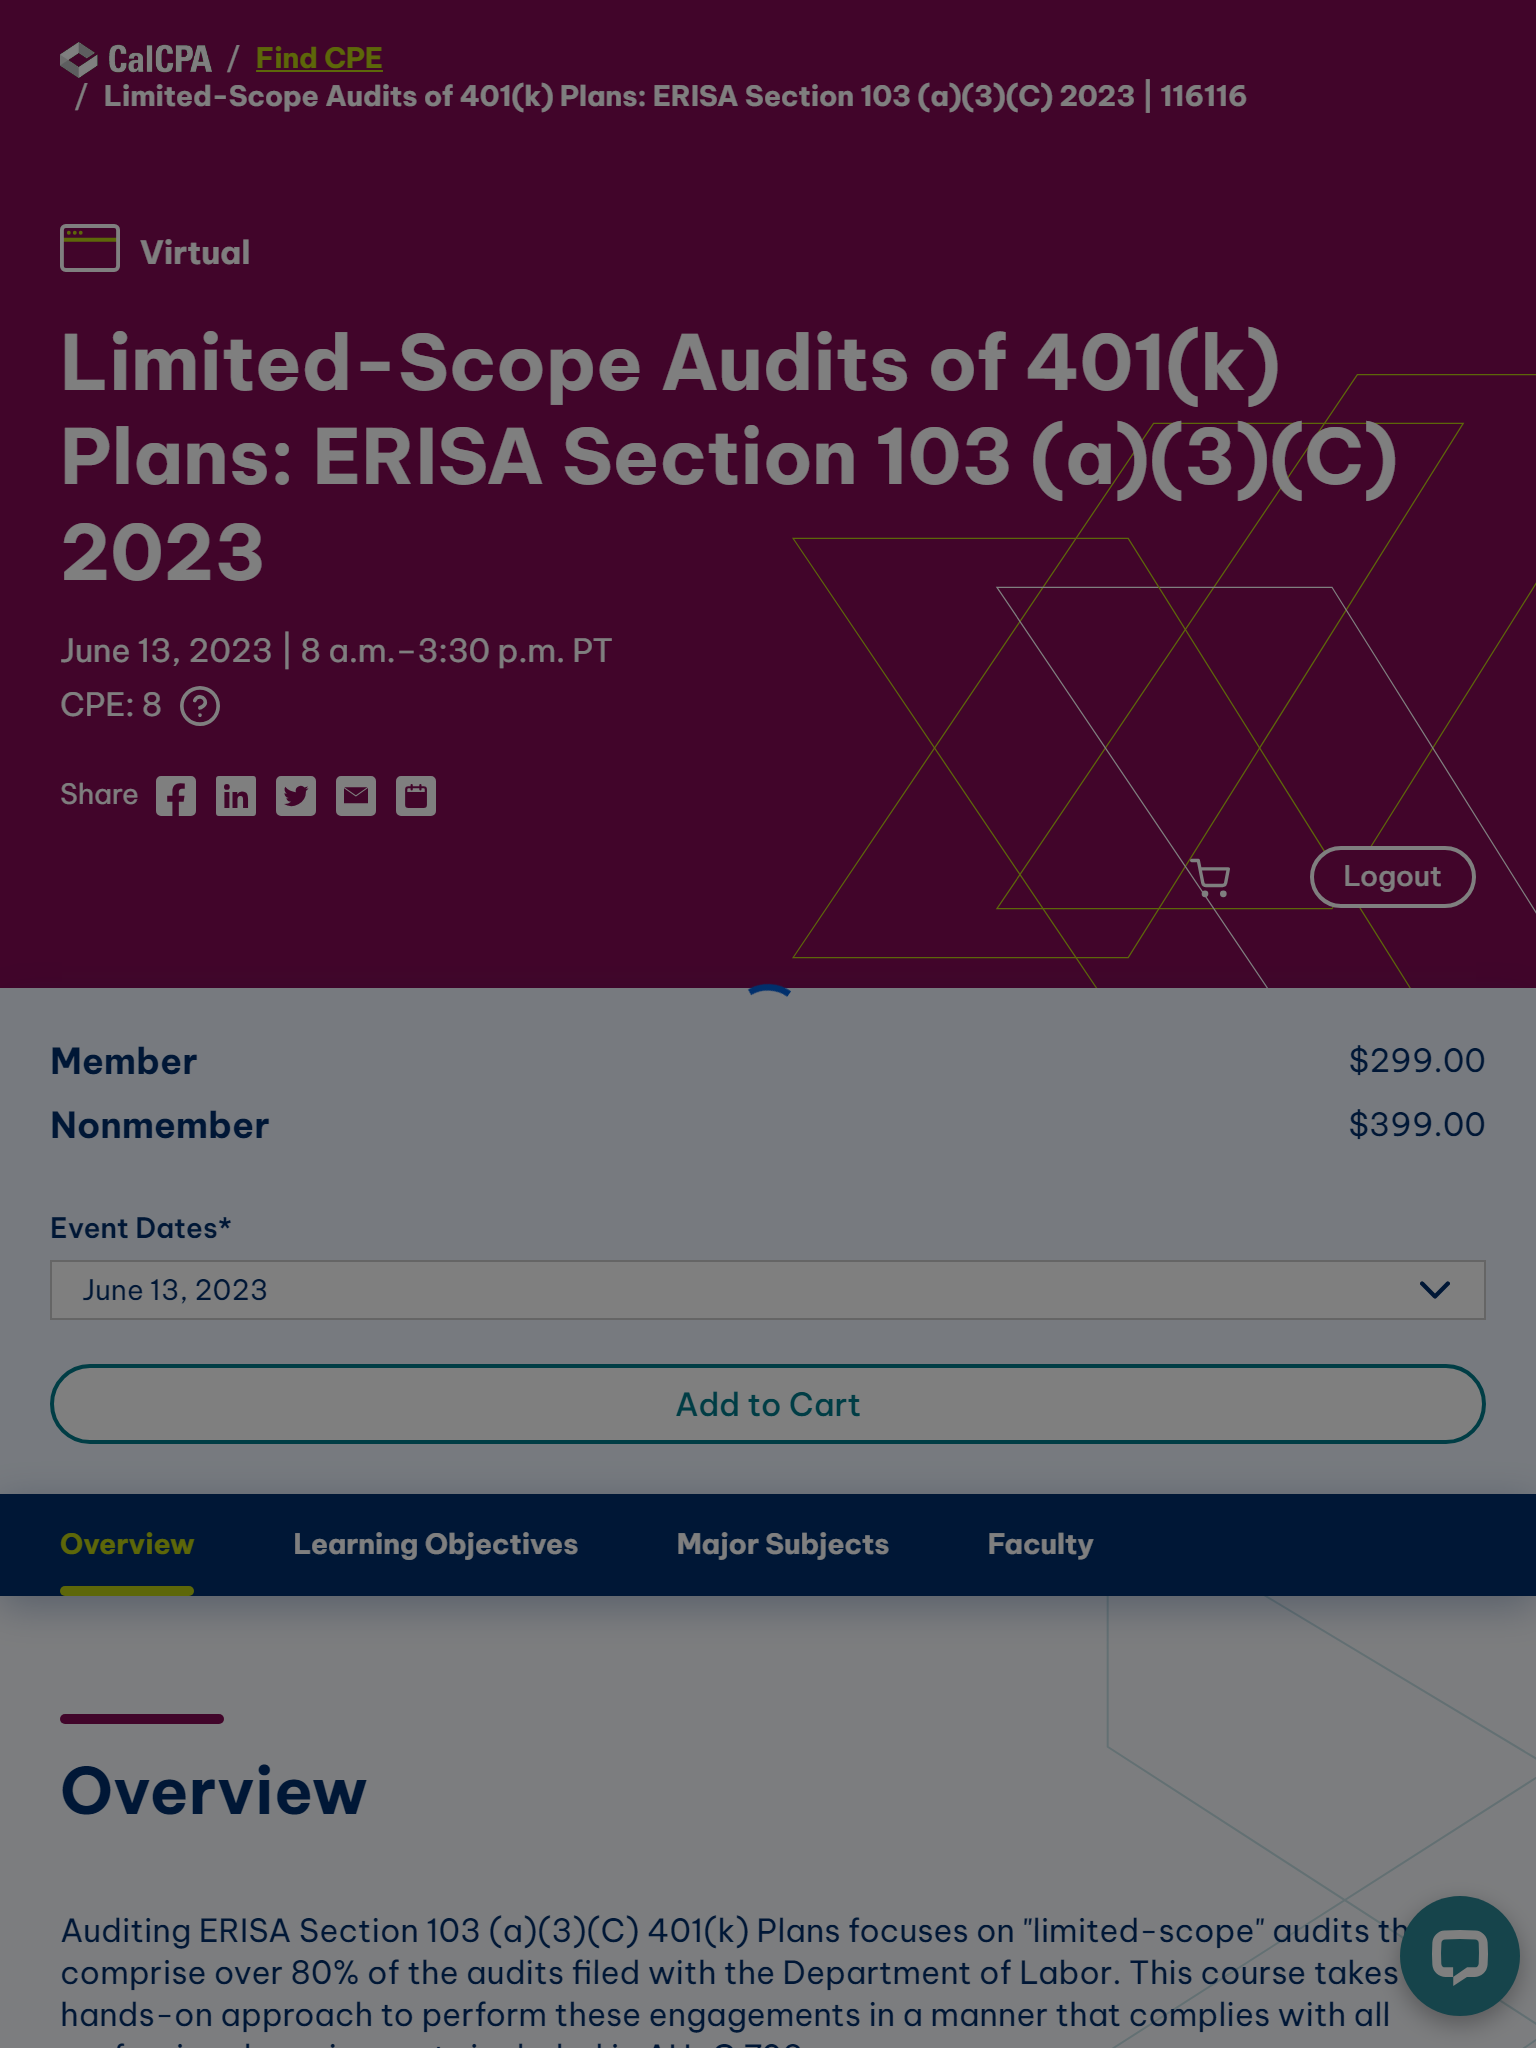 CalCPA / Find CPE
/ Limited-Scope Audits of 401(k) Plans: ERISA Section 103 (a)(3)(C) 2023 | 116116
Virtual
Limited-Scope Audits of 401(k)
Plans: ERISA Section 103 (a)(3)(C)
2023
June 13, 2023 | 8 a.m.–3:30 p.m. PT
CPE: 8
Share
Logout
Member $299.00
Nonmember $399.00
Event Dates*
June 13, 2023
Add to Cart
Overview Learning Objectives Major Subjects Faculty
Overview
Auditing ERISA Section 103 (a)(3)(C) 401(k) Plans focuses on "limited-scope" audits
comprise over 80% of the audits filed with the Department of Labor. This course takes
hands-on approach to perform these engagements in a manner that complies with all